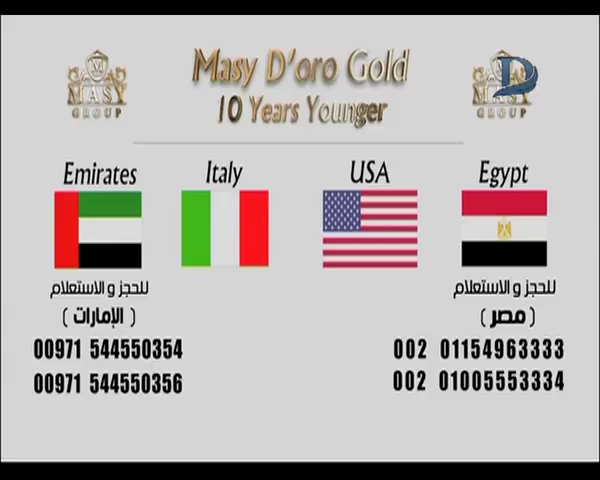 Masy D'oro Gold
10 Years Younger
MASY
GROUP
MASY
GROUP
Emirates
Italy
USA
Egypt
للحجز و الاستعلام
( الإمارات )
00971 544550354
00971 544550356
للحجز و الاستعلام
( مصر )
002 01154963333
002 01005553334